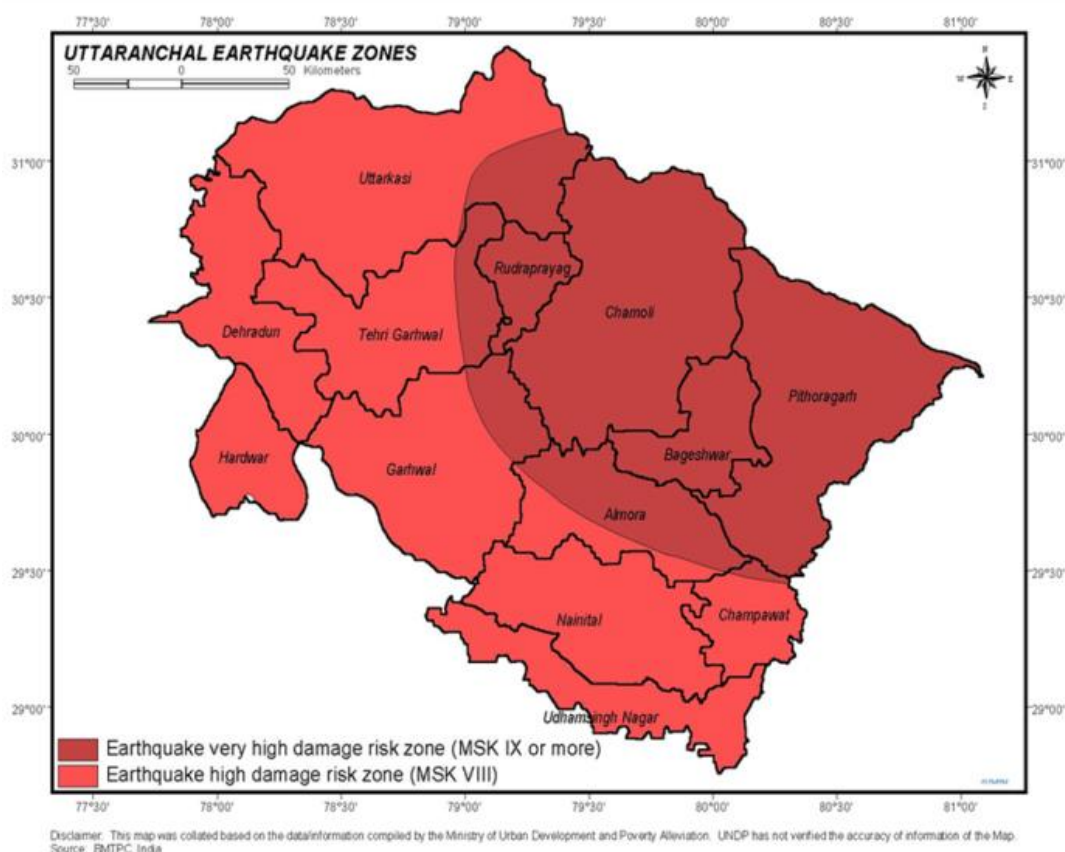 77°30' 78°00' 78°30' 79°00' 79°30' 80°00' 80°30' 81°00'
UTTARANCHAL EARTHQUAKE ZONES
50 0 50 Kilometers
N
W E
S
31°00' 31°00'
Uttarkasi
Rudraprayag
30°30' 30°30'
Chamoli
Dehradun Tehri Garhwal
Pithoragarh
30°00' 30°00'
Hardwar Garhwal Bageshwar
Almora
29°30' 29°30'
Nainital Champawat
29°00' 29°00'
Udhamsingh Nagar
Earthquake very high damage risk zone (MSK IX or more)
Earthquake high damage risk zone (MSK VIII)
77°30' 78°00' 78°30' 79°00' 79°30' 80°00' 80°30' 81°00'
Disclaimer: This map was collated based on the data/information compiled by the Ministry of Urban Development and Poverty Alleviation. UNDP has not verified the accuracy of information of the Map.
Source: BMTPC, India